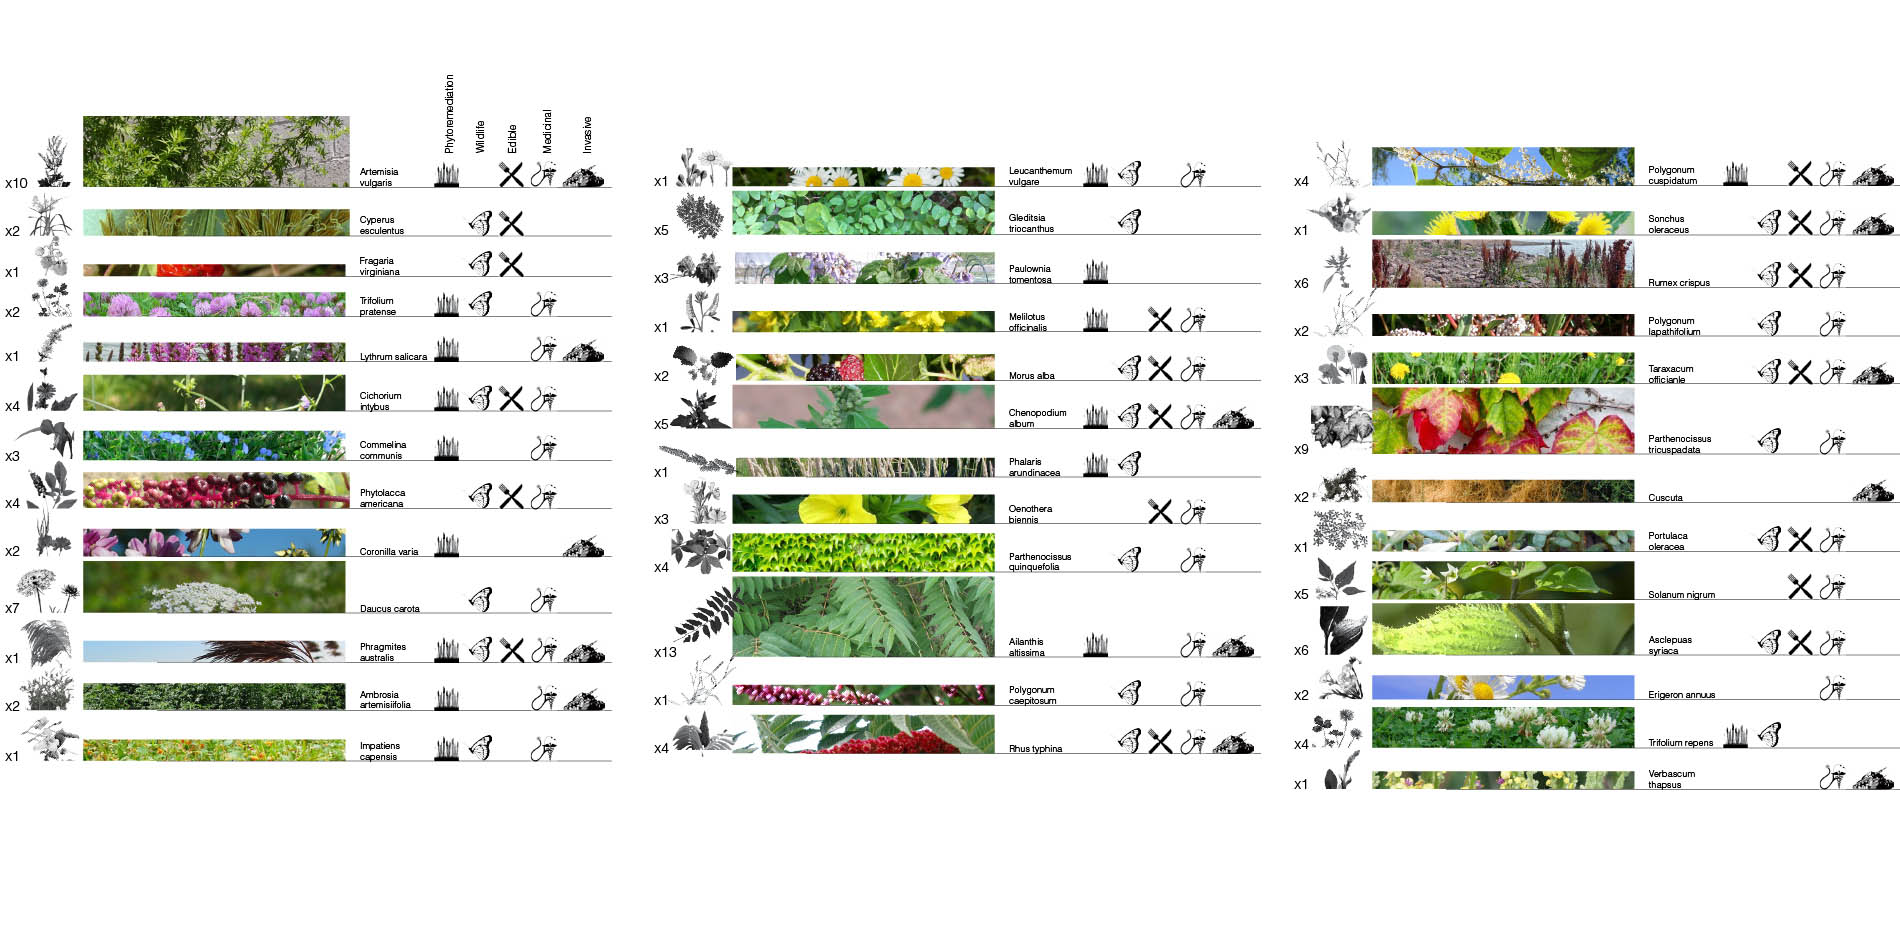 Phytoremediation
Wildlife
Edible
Medicinal
Invasive
x10
Artemisia
vulgaris
x2
Cyperus
esculentus
x1
Fragaria
virginiana
x2
Trifolium
pratense
x1
Lythrum salicara
x4
Cichorium
intybus
x3
Commelina
communis
x4
Phytolacca
americana
x2
Coronilla varia
x7
Daucus carota
x1
Phragmites
australis
x2
Ambrosia
artemisiifolia
x1
Impatiens
capensis
x1
Leucanthemum
vulgare
x5
Gleditsia
triocanthus
x3
Paulownia
tomentosa
x1
Melilotus
officinalis
x2
Morus alba
x5
Chenopodium
album
x1
Phalaris
arundinacea
x3
Oenothera
biennis
x4
Parthenocissus
quinquefolia
x13
Ailanthis
altissima
x1
Polygonum
caepitosum
x4
Rhus typhina
x4
Polygonum
cuspidatum
x1
Sonchus
oleraceus
x6
Rumex crispus
x2
Polygonum
lapathifolium
x3
Taraxacum
officianle
x9
Parthenocissus
tricuspadata
x2
Cuscuta
x1
Portulaca
oleracea
x5
Solanum nigrum
x6
Asclepuas
syriaca
x2
Erigeron annuus
x4
Trifolium repens
x1
Verbascum
thapsus